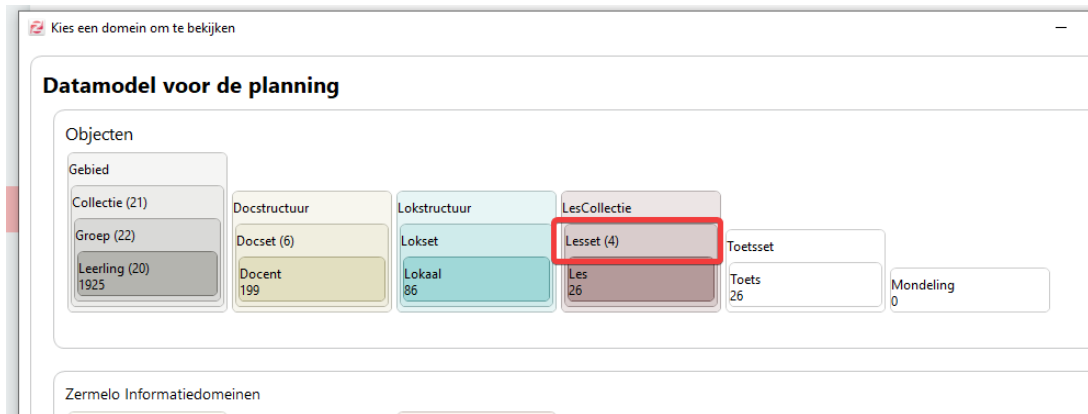 Kies een domein om te bekijken
Datamodel voor de planning
Objecten
Gebied
Collectie (21)
Groep (22)
Leerling (20)
1925
Docstructuur
Docset (6)
Docent
199
Lokstructuur
Lokset
Lokaal
86
LesCollectie
Lesset (4)
Les
26
Toetsset
Toets
26
Mondeling
0
Zermelo Informatiedomeinen